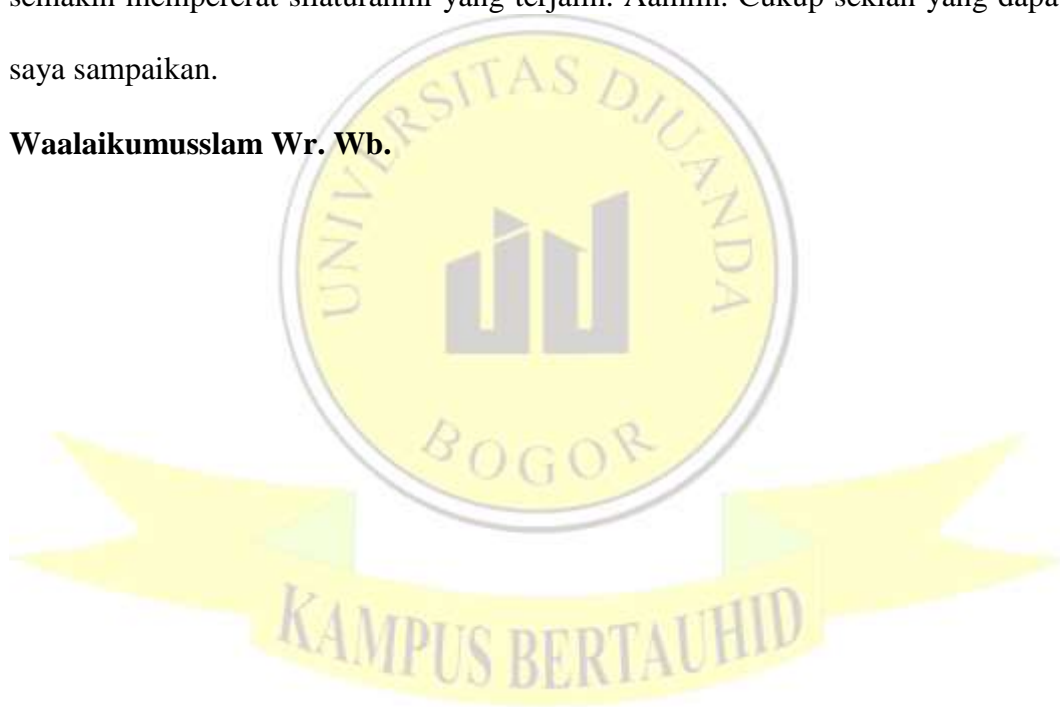 semakin mempererat silaturahmi yang terjalin. Aamiin. Cukup sekian yang dapa
saya sampaikan.
Waalaikumusslam Wr. Wb.
UNIVERSITAS DJUANDA
BOGOR
KAMPUS BERTAUHID